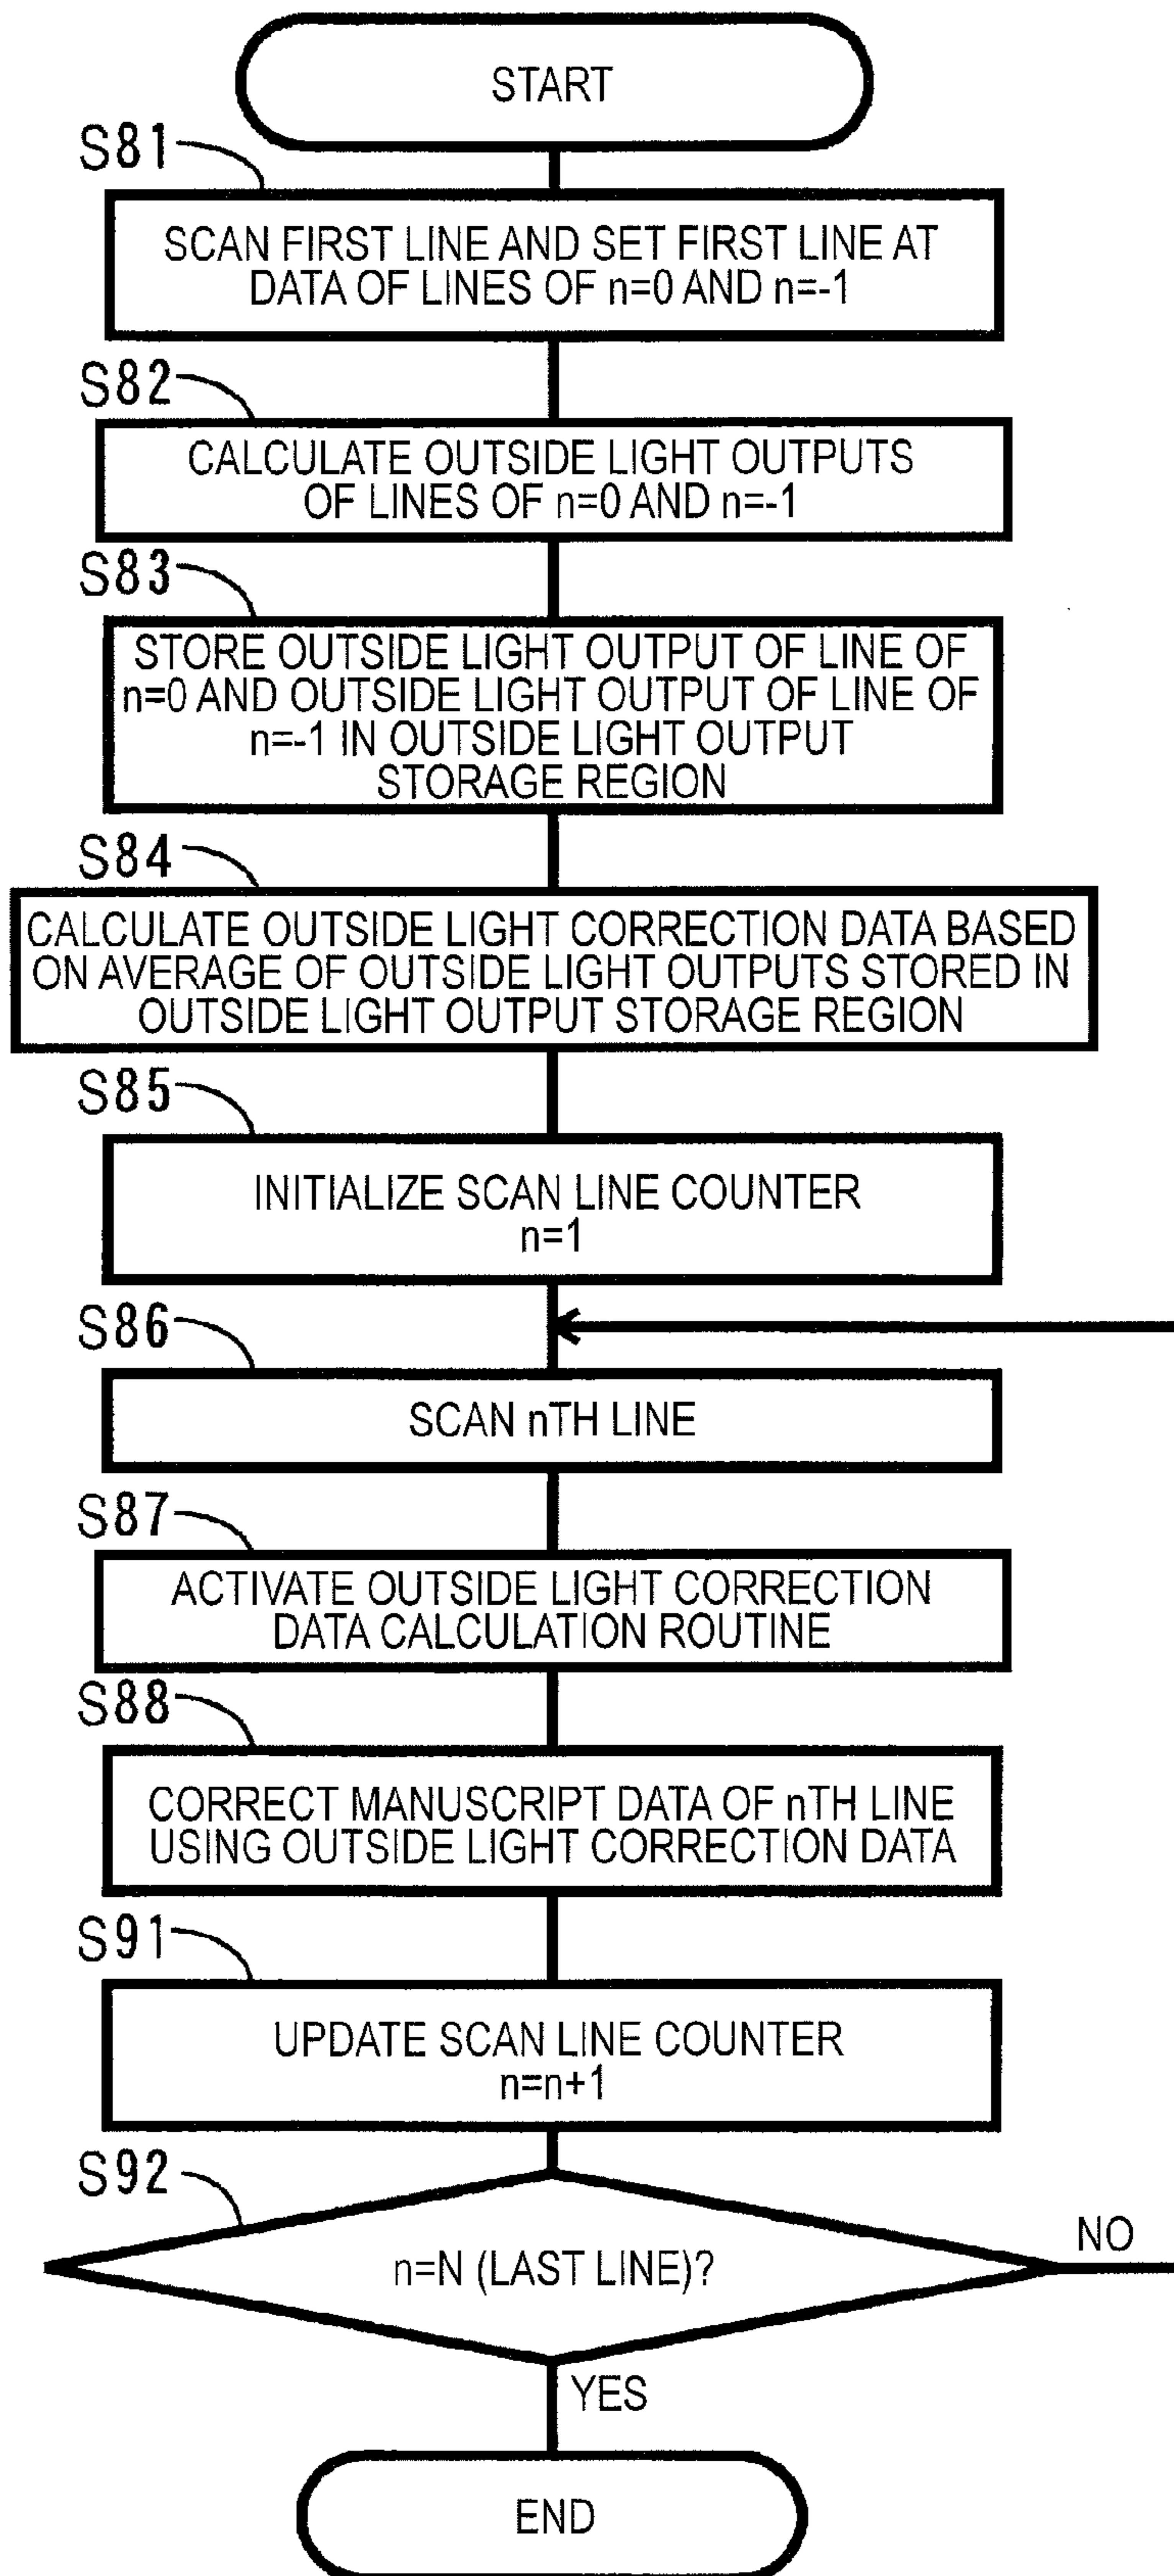 START
S81
SCAN FIRST LINE AND SET FIRST LINE AT
DATA OF LINES OF n=0 AND n=-1
S82
CALCULATE OUTSIDE LIGHT OUTPUTS
OF LINES OF n=0 AND n=-1
S83
STORE OUTSIDE LIGHT OUTPUT OF LINE OF
n=0 AND OUTSIDE LIGHT OUTPUT OF LINE OF
n=-1 IN OUTSIDE LIGHT OUTPUT
STORAGE REGION
S84
CALCULATE OUTSIDE LIGHT CORRECTION DATA BASED
ON AVERAGE OF OUTSIDE LIGHT OUTPUTS STORED IN
OUTSIDE LIGHT OUTPUT STORAGE REGION
S85
INITIALIZE SCAN LINE COUNTER
n=1
S86
SCAN nTH LINE
S87
ACTIVATE OUTSIDE LIGHT CORRECTION
DATA CALCULATION ROUTINE
S88
CORRECT MANUSCRIPT DATA OF nTH LINE
USING OUTSIDE LIGHT CORRECTION DATA
S91
UPDATE SCAN LINE COUNTER
n=n+1
S92
n=N (LAST LINE)?
NO
YES
END